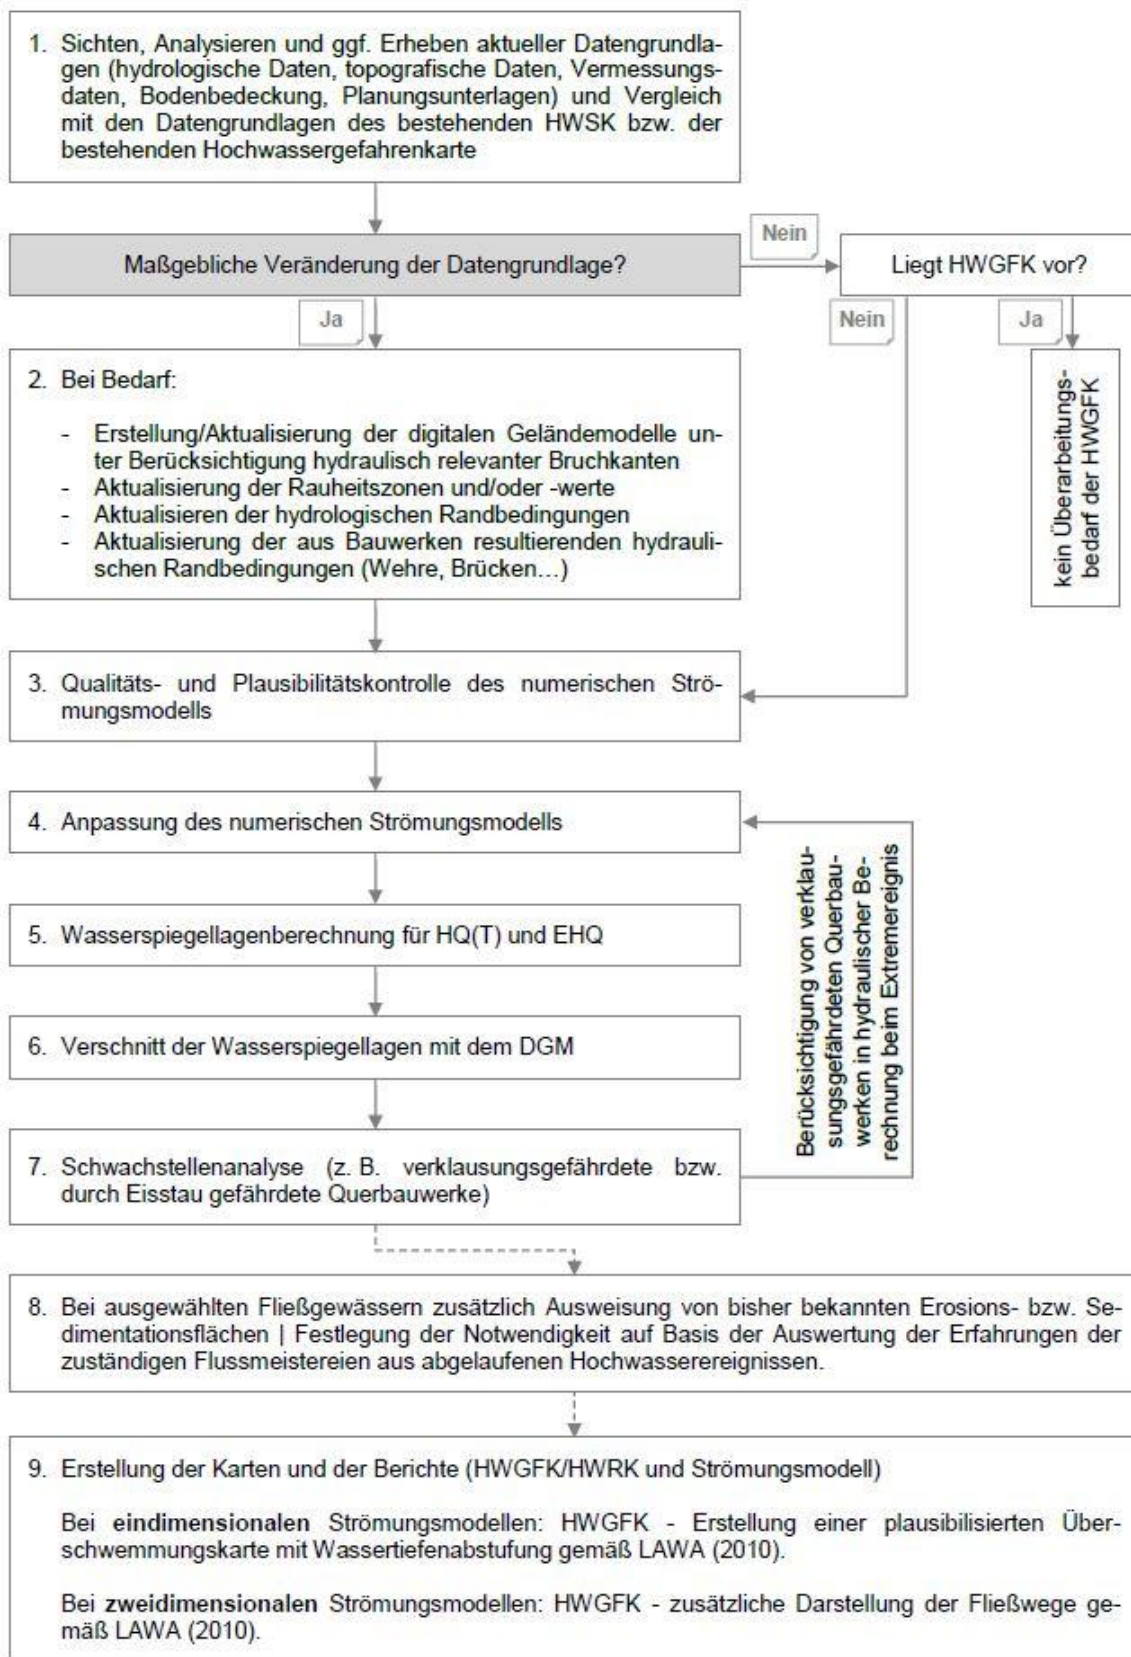 1. Sichten, Analysieren und ggf. Erheben aktueller Datengrundla-
gen (hydrologische Daten, topografische Daten, Vermessungs-
daten, Bodenbedeckung, Planungsunterlagen) und Vergleich
mit den Datengrundlagen des bestehenden HWSK bzw. der
bestehenden Hochwassergefahrenkarte
Maßgebliche Veränderung der Datengrundlage?
Nein
Liegt HWGFK vor?
Ja
Nein
Ja
kein Überarbeitungs-
bedarf der HWGFK
2. Bei Bedarf:
- Erstellung/Aktualisierung der digitalen Geländemodelle un-
ter Berücksichtigung hydraulisch relevanter Bruchkanten
- Aktualisierung der Rauheitszonen und/oder -werte
- Aktualisieren der hydrologischen Randbedingungen
- Aktualisierung der aus Bauwerken resultierenden hydrauli-
schen Randbedingungen (Wehre, Brücken…)
3. Qualitäts- und Plausibilitätskontrolle des numerischen Strö-
mungsmodells
4. Anpassung des numerischen Strömungsmodells
5. Wasserspiegellagenberechnung für HQ(T) und EHQ
6. Verschnitt der Wasserspiegellagen mit dem DGM
7. Schwachstellenanalyse (z. B. verklausungsgefährdete bzw.
durch Eisstau gefährdete Querbauwerke)
Berücksichtigung von verklau-
sungsgefährdeten Querbau-
werken in hydraulischer Be-
rechnung beim Extremereignis
8. Bei ausgewählten Fließgewässern zusätzlich Ausweisung von bisher bekannten Erosions- bzw. Se-
dimentationsflächen | Festlegung der Notwendigkeit auf Basis der Auswertung der Erfahrungen der
zuständigen Flussmeistereien aus abgelaufenen Hochwasserereignissen.
9. Erstellung der Karten und der Berichte (HWGFK/HWRK und Strömungsmodell)
Bei eindimensionalen Strömungsmodellen: HWGFK - Erstellung einer plausibilisierten Über-
schwemmungskarte mit Wassertiefenabstufung gemäß LAWA (2010).
Bei zweidimensionalen Strömungsmodellen: HWGFK - zusätzliche Darstellung der Fließwege ge-
mäß LAWA (2010).